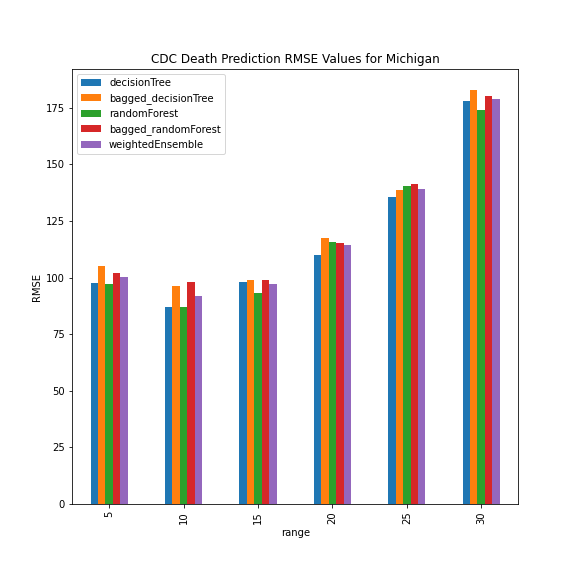 CDC Death Prediction RMSE Values for Michigan
decisionTree
bagged_decisionTree
randomForest
bagged_randomForest
weightedEnsemble
175
150
125
100
75
50
25
0
RMSE
5
10
15
20
25
30
range